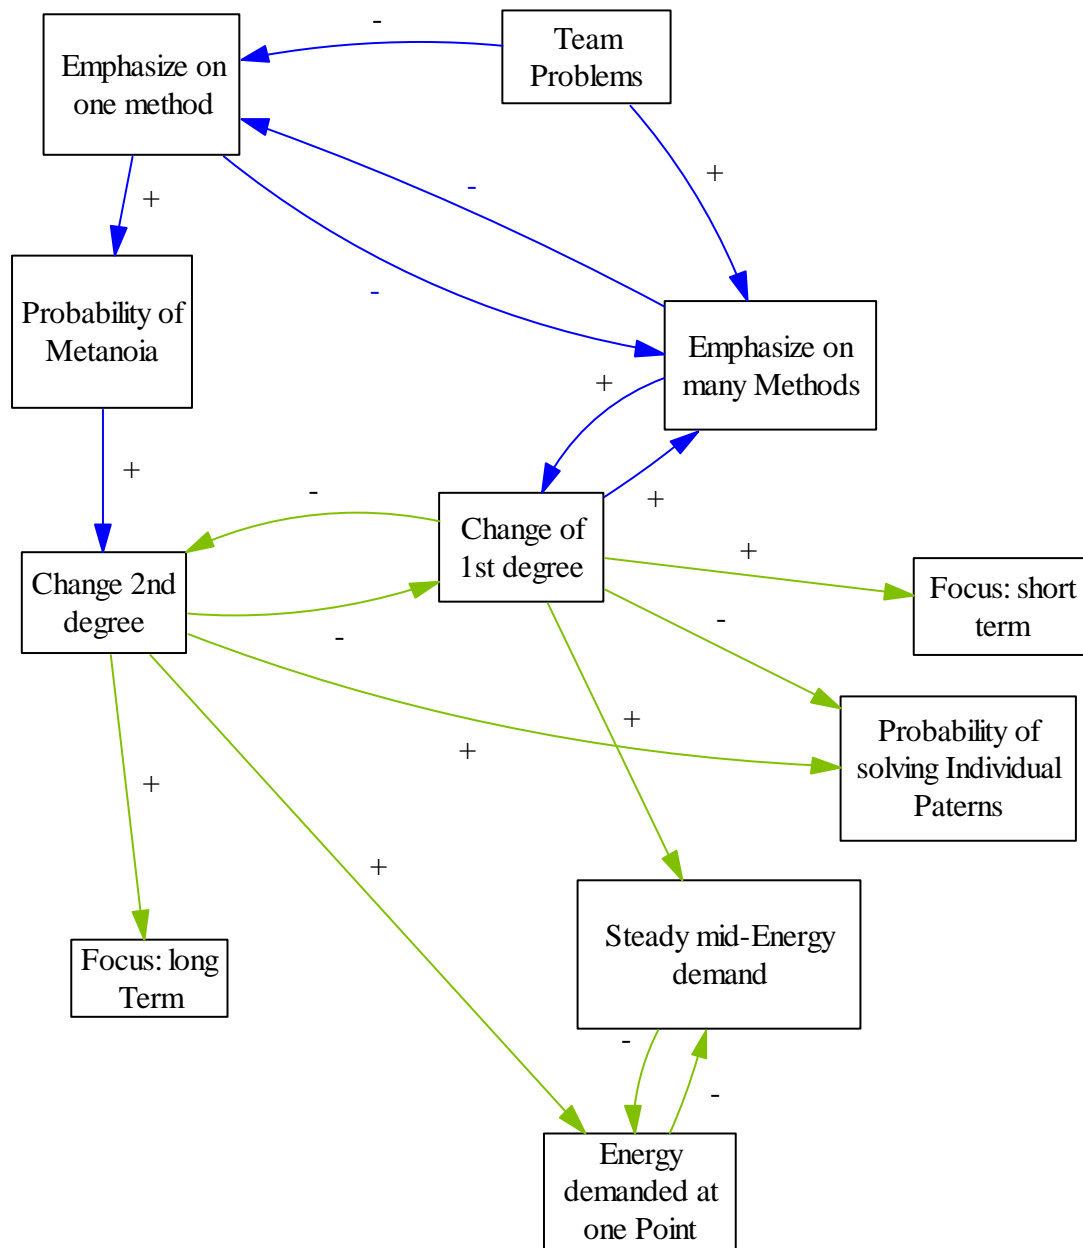 -
Team
Problems
Emphasize on
one method
+
-
+
-
Probability of
Metanoia
Emphasize on
many Methods
+
+
+
-
Change of
1st degree
+
Change 2nd
degree
-
Focus: short
term
-
+
+
Probability of
solving Individual
Paterns
+
+
Steady mid-Energy
demand
Focus: long
Term
-
-
Energy
demanded at
one Point